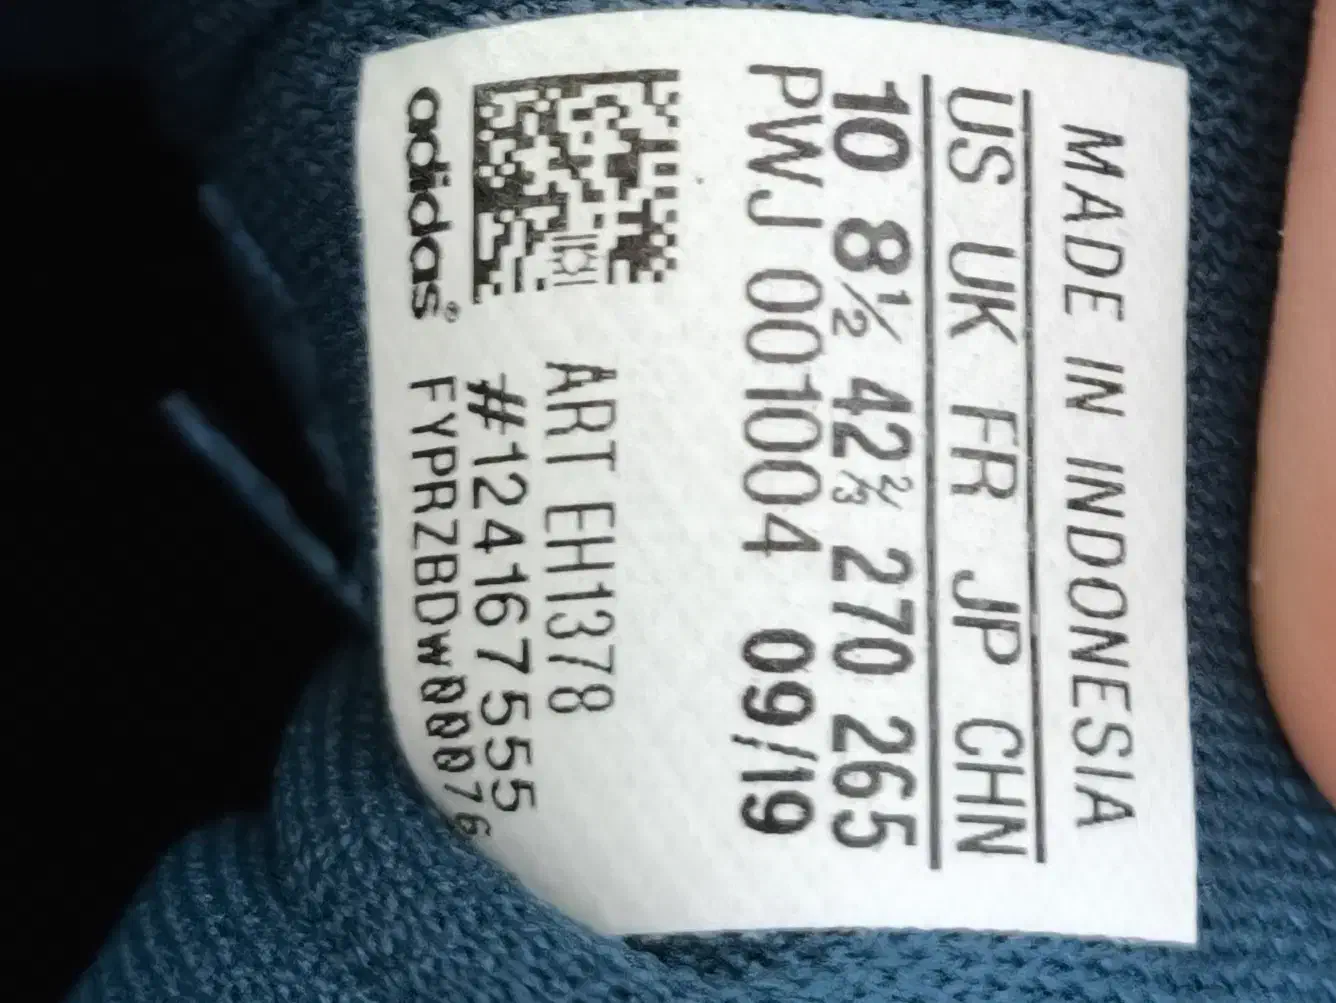 MADE IN INDONESIA
US UK FR JP CHN
10 8½ 42⅔ 270 265
PWJ 001004 09/19
ART EH1378
#124167555
adidas® FYPRZBDW00076